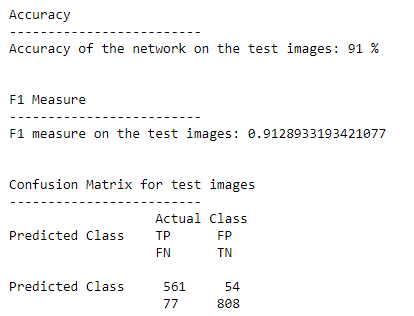 Accuracy
-------------------------
Accuracy of the network on the test images: 91 %
F1 Measure
-------------------------
F1 measure on the test images: 0.9128933193421077
Confusion Matrix for test images
-------------------------
Actual Class
Predicted Class TP FP
FN TN
Predicted Class 561 54
77 808